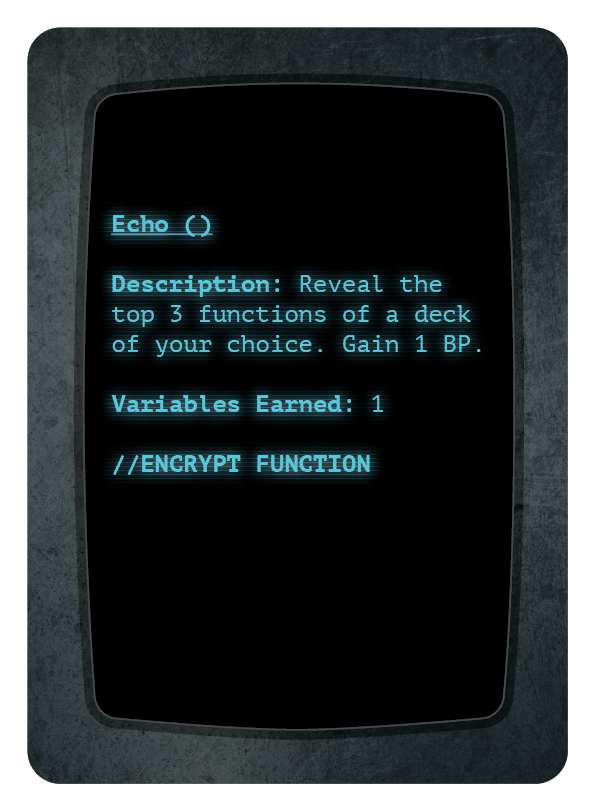 Echo ()
Description: Reveal the
top 3 functions of a deck
of your choice. Gain 1 BP.
Variables Earned: 1
//ENCRYPT FUNCTION